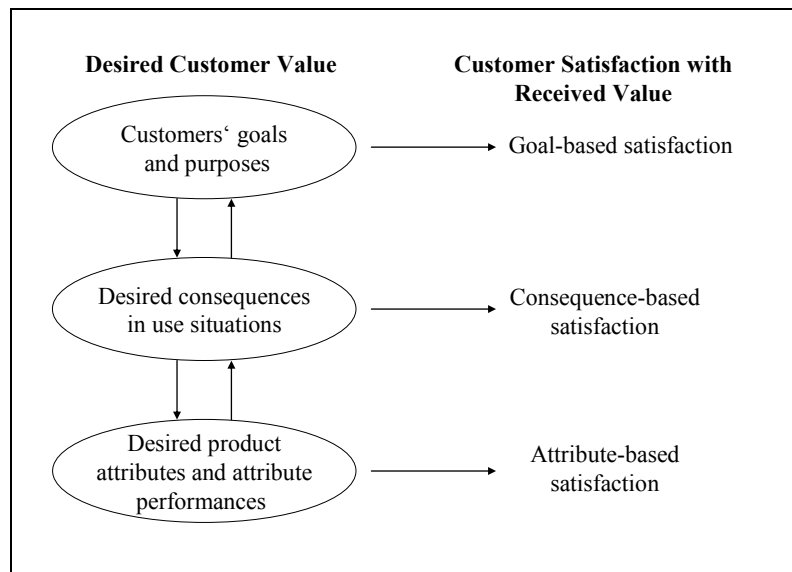 Desired Customer Value
Customer Satisfaction with
Received Value
Customers‘ goals
and purposes
Goal-based satisfaction
Desired consequences
in use situations
Consequence-based
satisfaction
Desired product
attributes and attribute
performances
Attribute-based
satisfaction